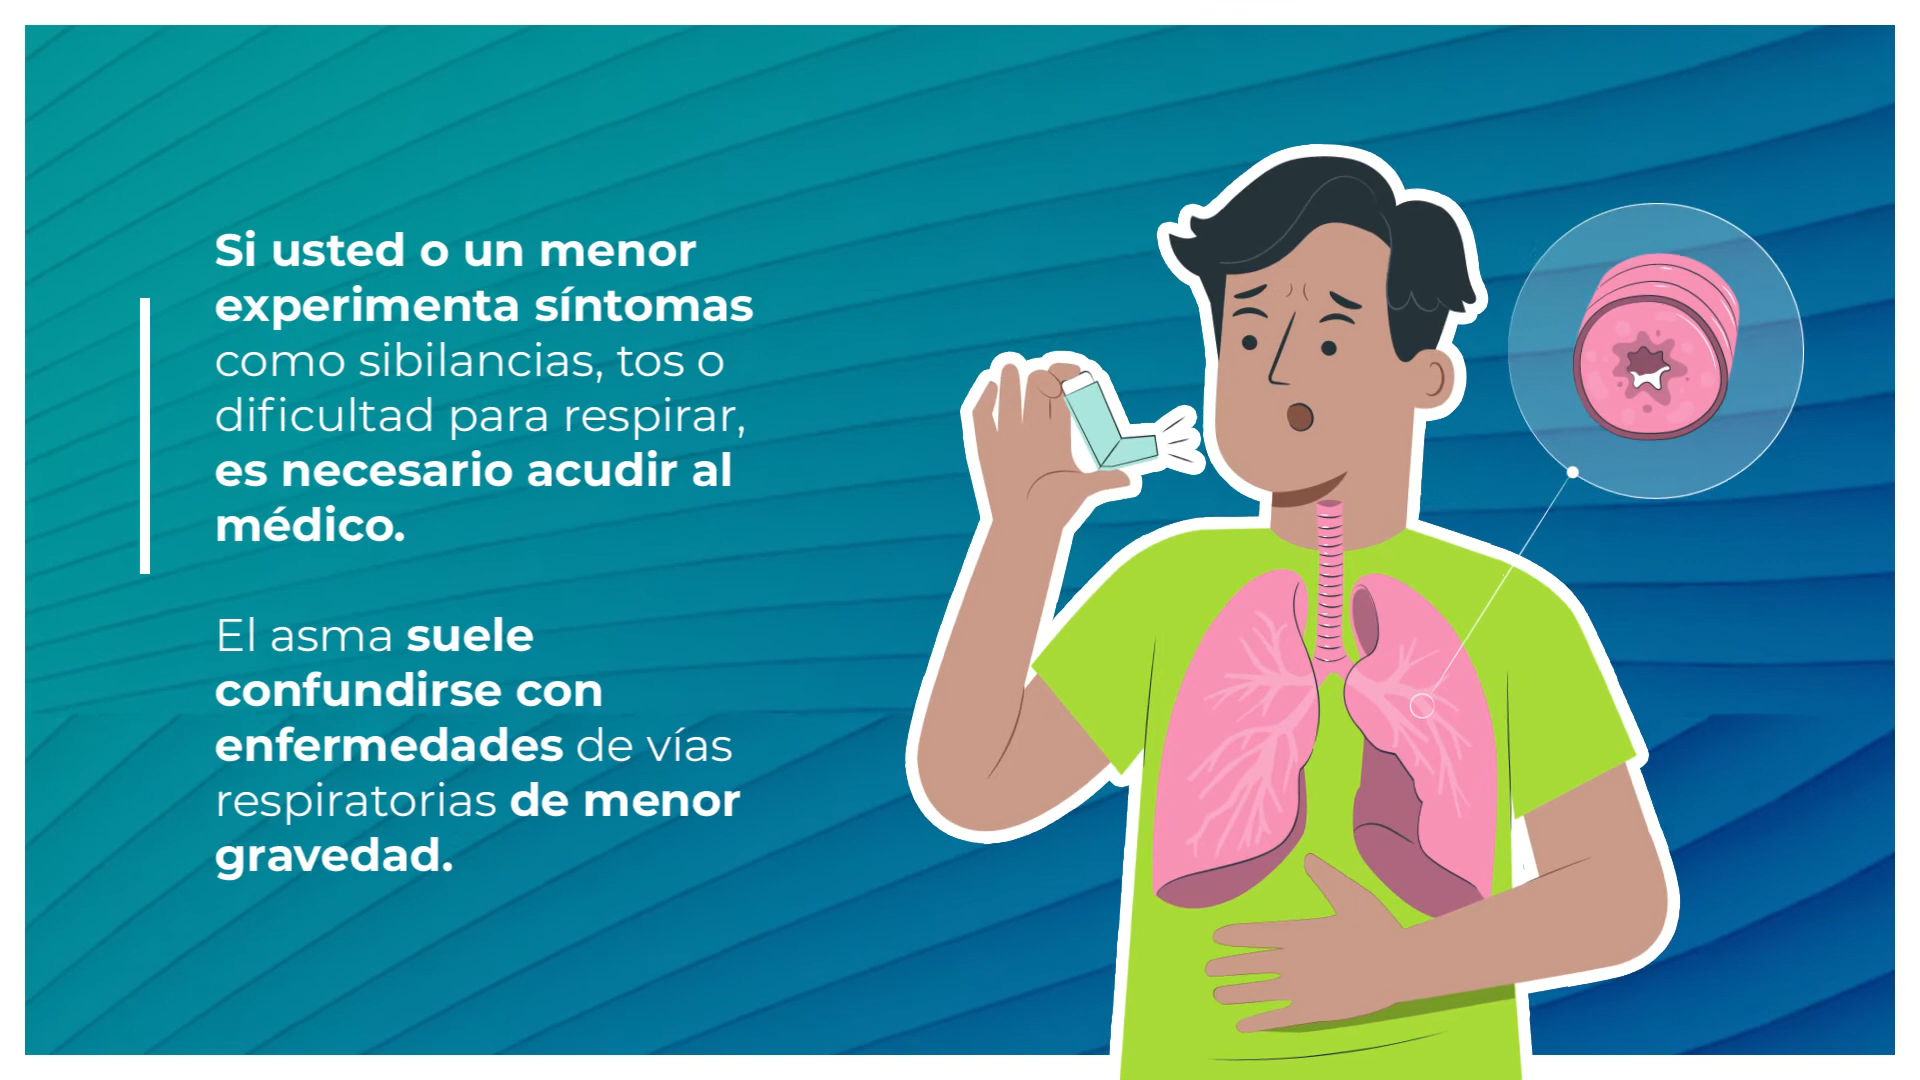 Si usted o un menor
experimenta síntomas
como sibilancias, tos o
dificultad para respirar,
es necesario acudir al
médico.
El asma suele
confundirse con
enfermedades de vías
respiratorias de menor
gravedad.